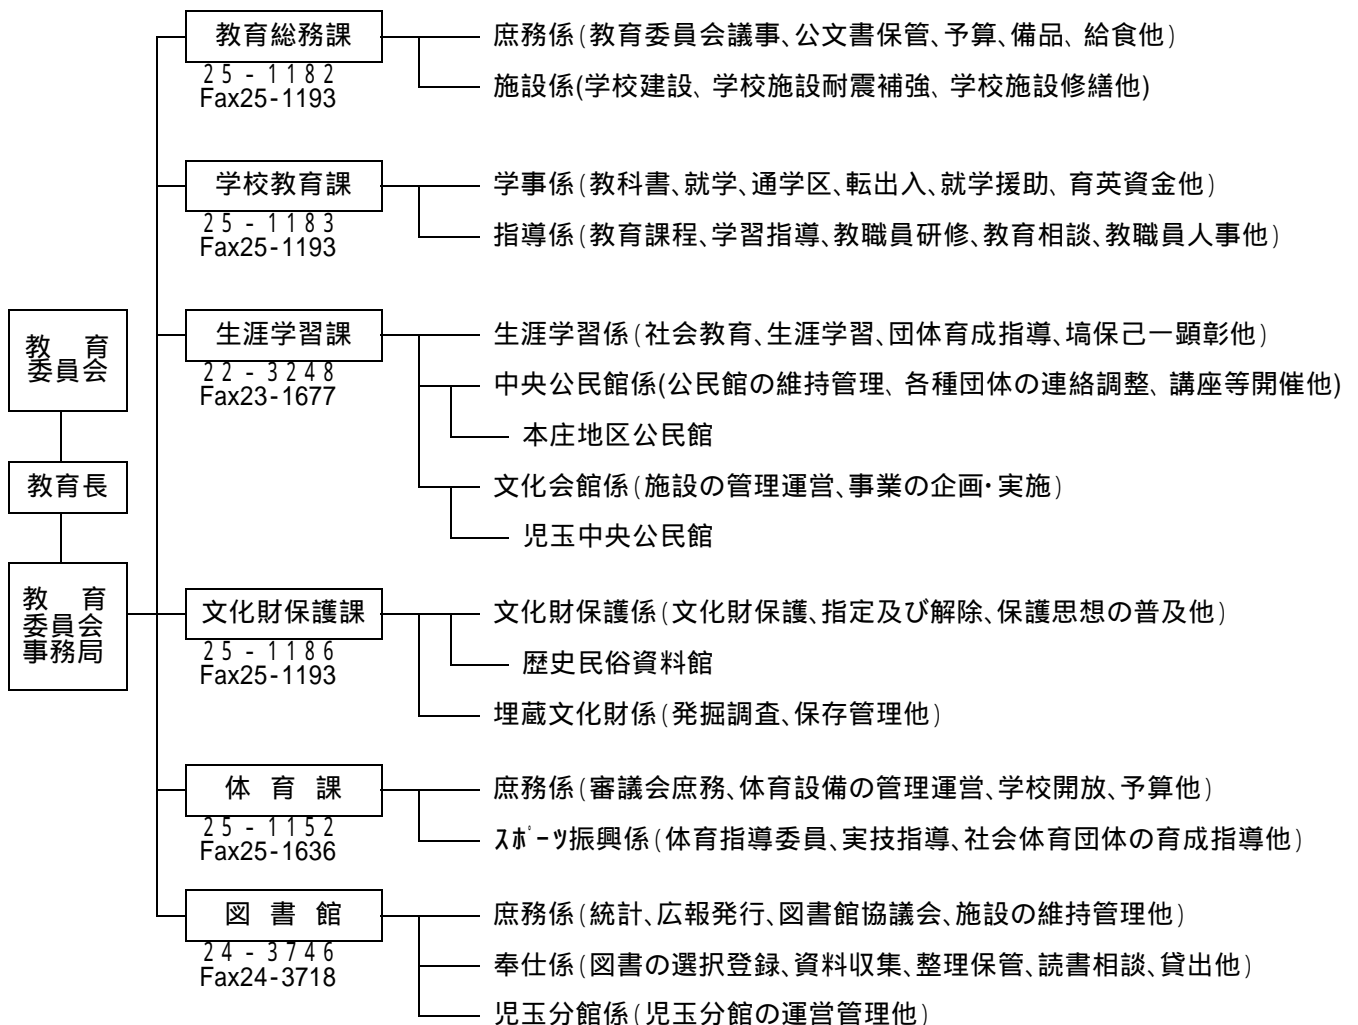 教育総務課
25-1182
Fax25-1193
庶務係(教育委員会議事、公文書保管、予算、備品、給食他)
施設係(学校建設、学校施設耐震補強、学校施設修繕他)
学校教育課
25-1183
Fax25-1193
学事係(教科書、就学、通学区、転出入、就学援助、育英資金他)
指導係(教育課程、学習指導、教職員研修、教育相談、教職員人事他)
教 育
委員会
教育長
教 育
委員会
事務局
生涯学習課
22-3248
Fax23-1677
生涯学習係(社会教育、生涯学習、団体育成指導、塙保己一顕彰他)
中央公民館係(公民館の維持管理、各種団体の連絡調整、講座等開催他)
本庄地区公民館
文化会館係(施設の管理運営、事業の企画・実施)
児玉中央公民館
文化財保護課
25-1186
Fax25-1193
文化財保護係(文化財保護、指定及び解除、保護思想の普及他)
歴史民俗資料館
埋蔵文化財係(発掘調査、保存管理他)
体 育 課
25-1152
Fax25-1636
庶務係(審議会庶務、体育設備の管理運営、学校開放、予算他)
ｽﾎﾟｰﾂ振興係(体育指導委員、実技指導、社会体育団体の育成指導他)
図 書 館
24-3746
Fax24-3718
庶務係(統計、広報発行、図書館協議会、施設の維持管理他)
奉仕係(図書の選択登録、資料収集、整理保管、読書相談、貸出他)
児玉分館係(児玉分館の運営管理他)